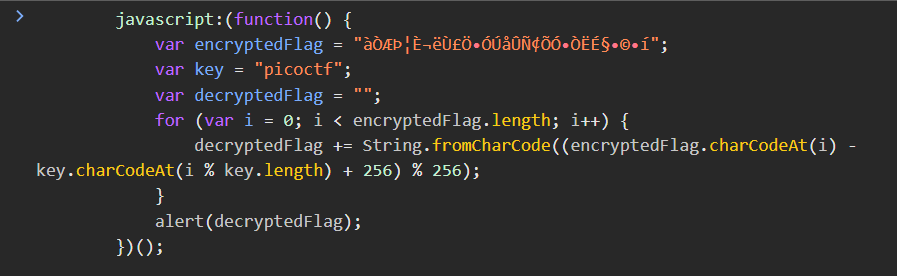 > javascript:(function() {
var encryptedFlag = "àÒÆÞ¦È¬ëÙ£Ö•ÓÚåÛÑ¢ÕÓ•ÒËÉ§•©•í";
var key = "picoctf";
var decryptedFlag = "";
for (var i = 0; i < encryptedFlag.length; i++) {
decryptedFlag += String.fromCharCode((encryptedFlag.charCodeAt(i) -
key.charCodeAt(i % key.length) + 256) % 256);
}
alert(decryptedFlag);
})();